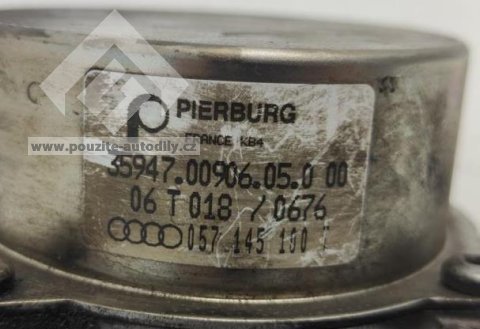 PIERBURG
FRANCE KB4
www.pouzite-autodily.cz
35947.00906.05.0 00
06 T 018 / 0676
057 145 100